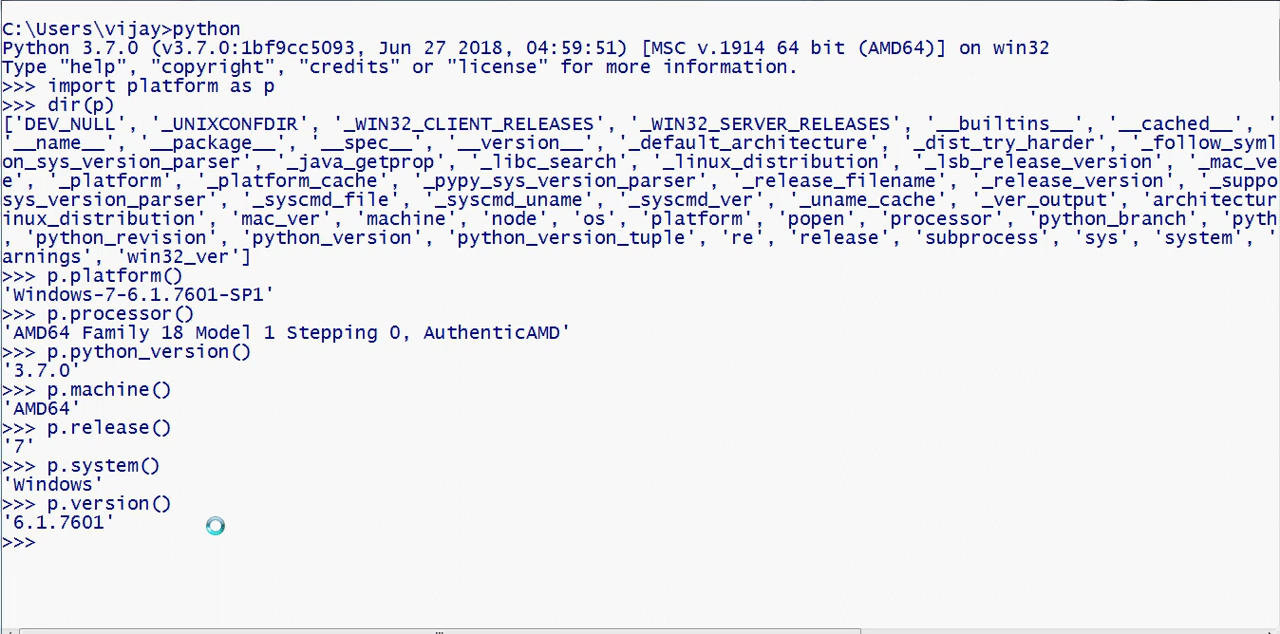 C:\Users\vijay>python
Python 3.7.0 (v3.7.0:1bf9cc5093, Jun 27 2018, 04:59:51) [MSC v.1914 64 bit (AMD64)] on win32
Type "help", "copyright", "credits" or "license" for more information.
>>> import platform as p
>>> dir(p)
['DEV_NULL', '_UNIXCONFDIR', '_WIN32_CLIENT_RELEASES', '_WIN32_SERVER_RELEASES', '__builtins__', '__cached__', '
'__name__', '__package__', '__spec__', '__version__', '_default_architecture', '_dist_try_harder', '_follow_syml
on_sys_version_parser', '_java_getprop', '_libc_search', '_linux_distribution', '_lsb_release_version', '_mac_ve
e', '_platform', '_platform_cache', '_pypy_sys_version_parser', '_release_filename', '_release_version', '_suppo
sys_version_parser', '_syscmd_file', '_syscmd_uname', '_syscmd_ver', '_uname_cache', '_ver_output', 'architectur
inux_distribution', 'mac_ver', 'machine', 'node', 'os', 'platform', 'popen', 'processor', 'python_branch', 'pyth
, 'python_revision', 'python_version', 'python_version_tuple', 're', 'release', 'subprocess', 'sys', 'system', '
arnings', 'win32_ver']
>>> p.platform()
'Windows-7-6.1.7601-SP1'
>>> p.processor()
'AMD64 Family 18 Model 1 Stepping 0, AuthenticAMD'
>>> p.python_version()
'3.7.0'
>>> p.machine()
'AMD64'
>>> p.release()
'7'
>>> p.system()
'Windows'
>>> p.version()
'6.1.7601'
>>>